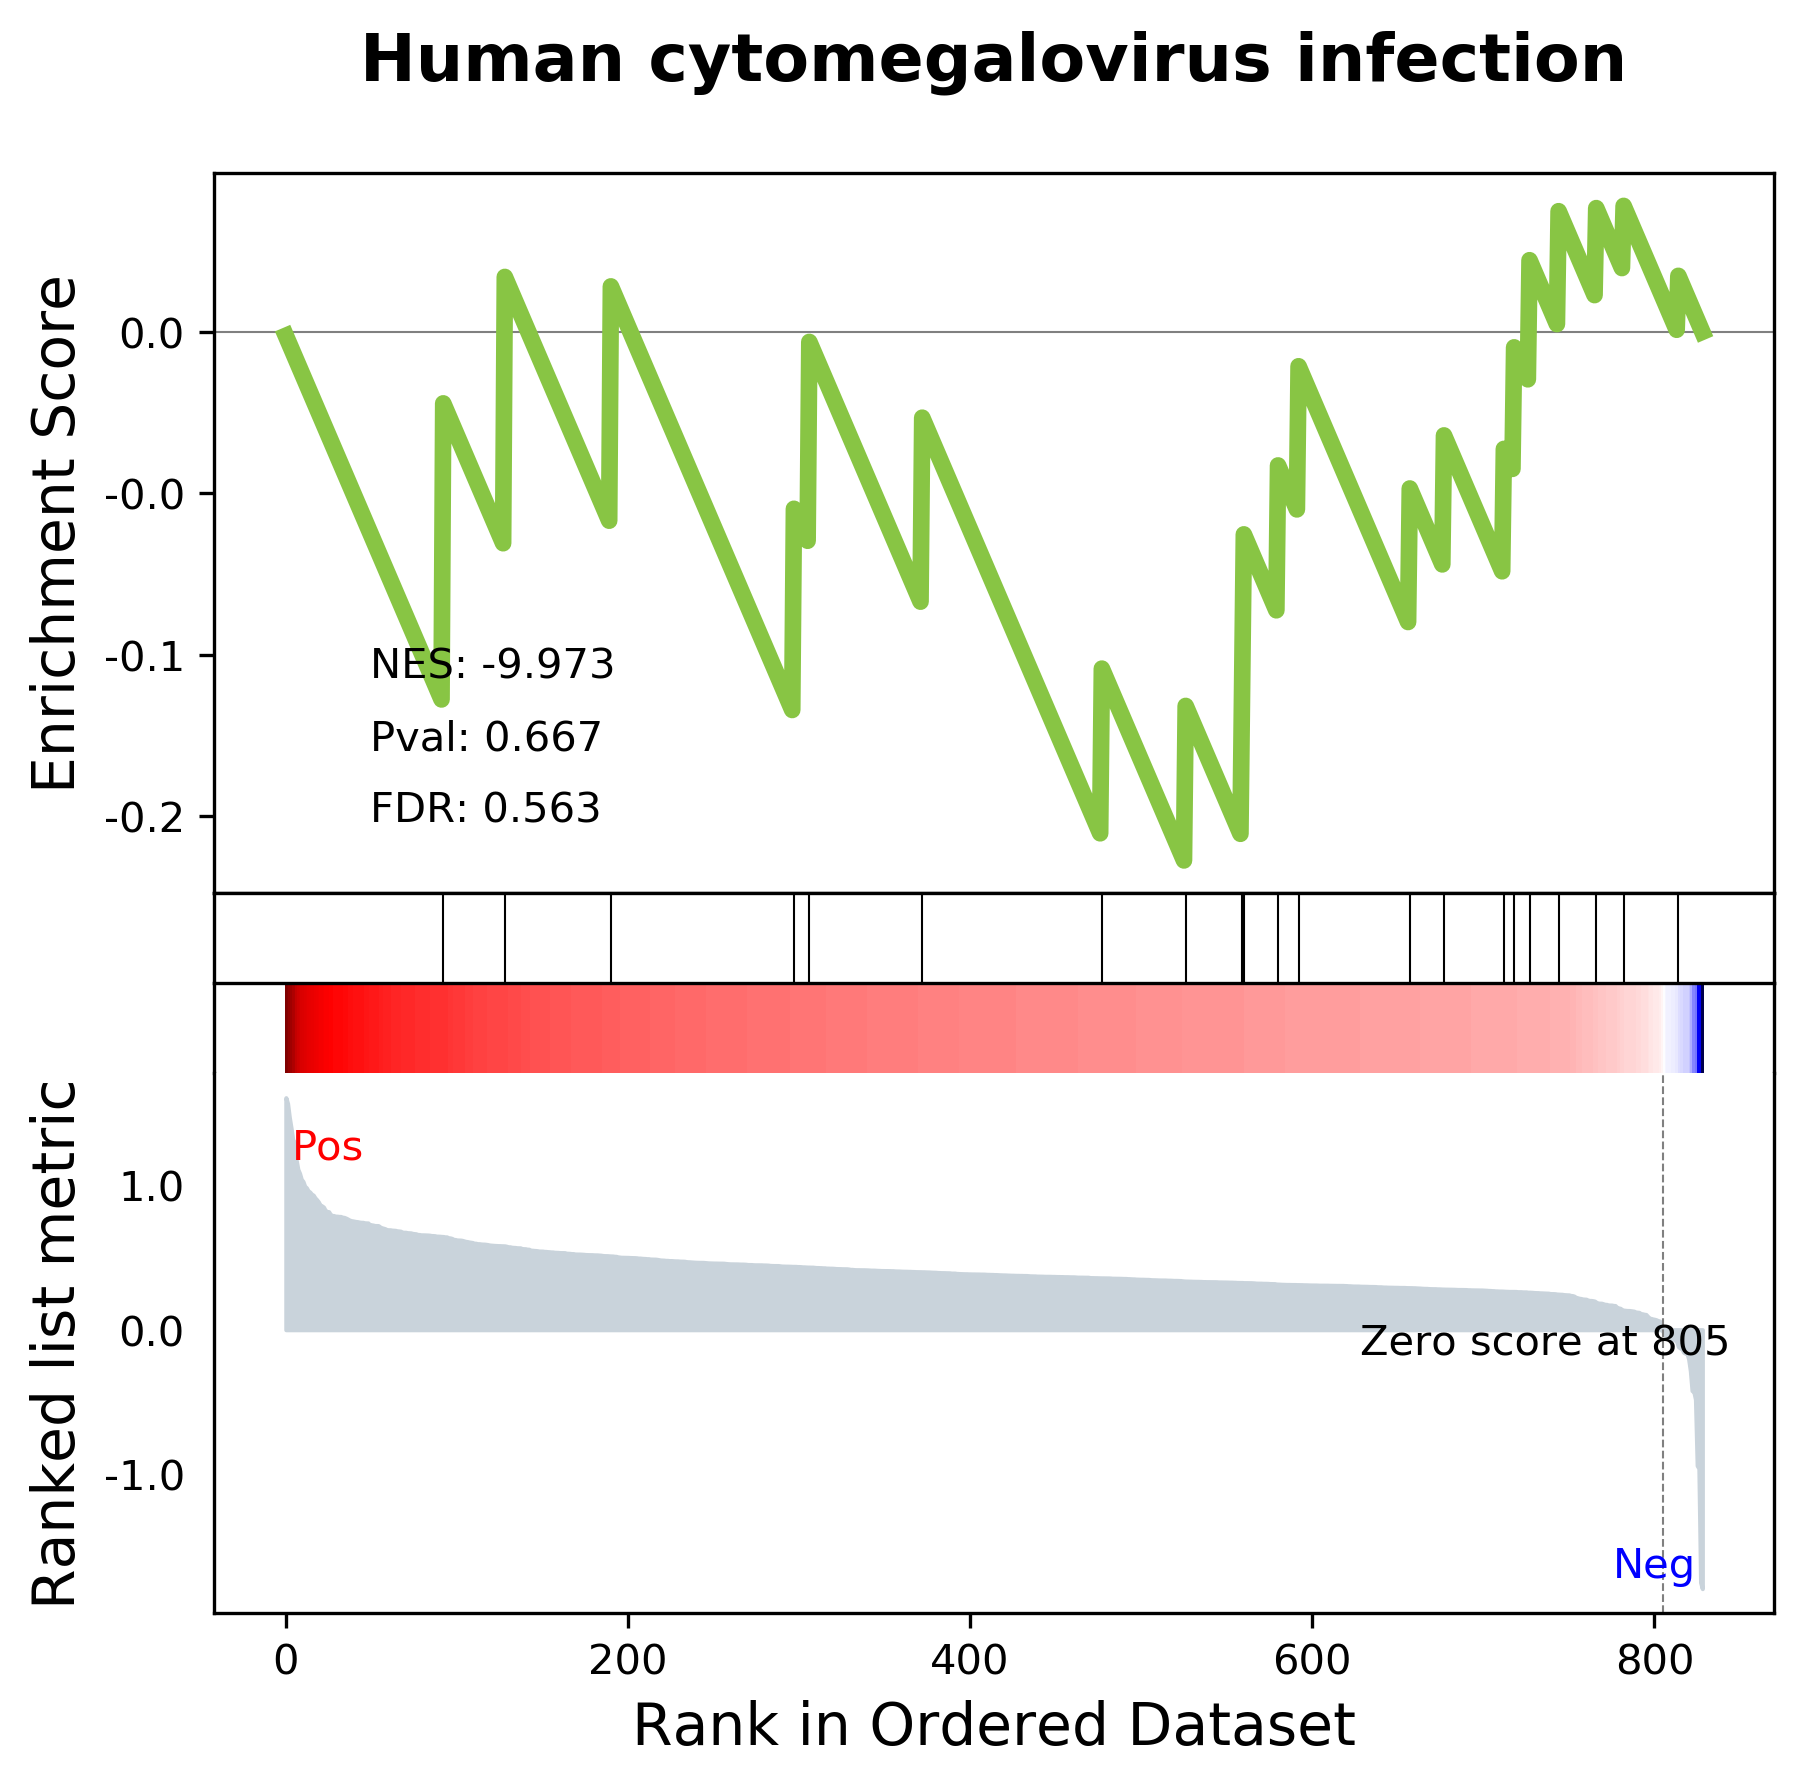 Human cytomegalovirus infection
Enrichment Score
0.0
-0.0
-0.1
-0.2
NES: -9.973
Pval: 0.667
FDR: 0.563
Ranked list metric
1.0
0.0
-1.0
Pos
Zero score at 805
Neg
0 200 400 600 800
Rank in Ordered Dataset